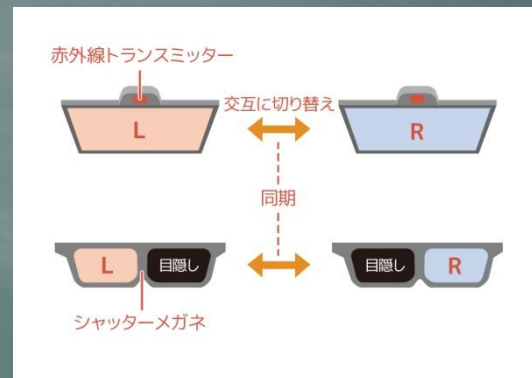 赤外線トランスミッター
交互に切り替え
L
R
同期
L
目隠し
目隠し
R
シャッターメガネ